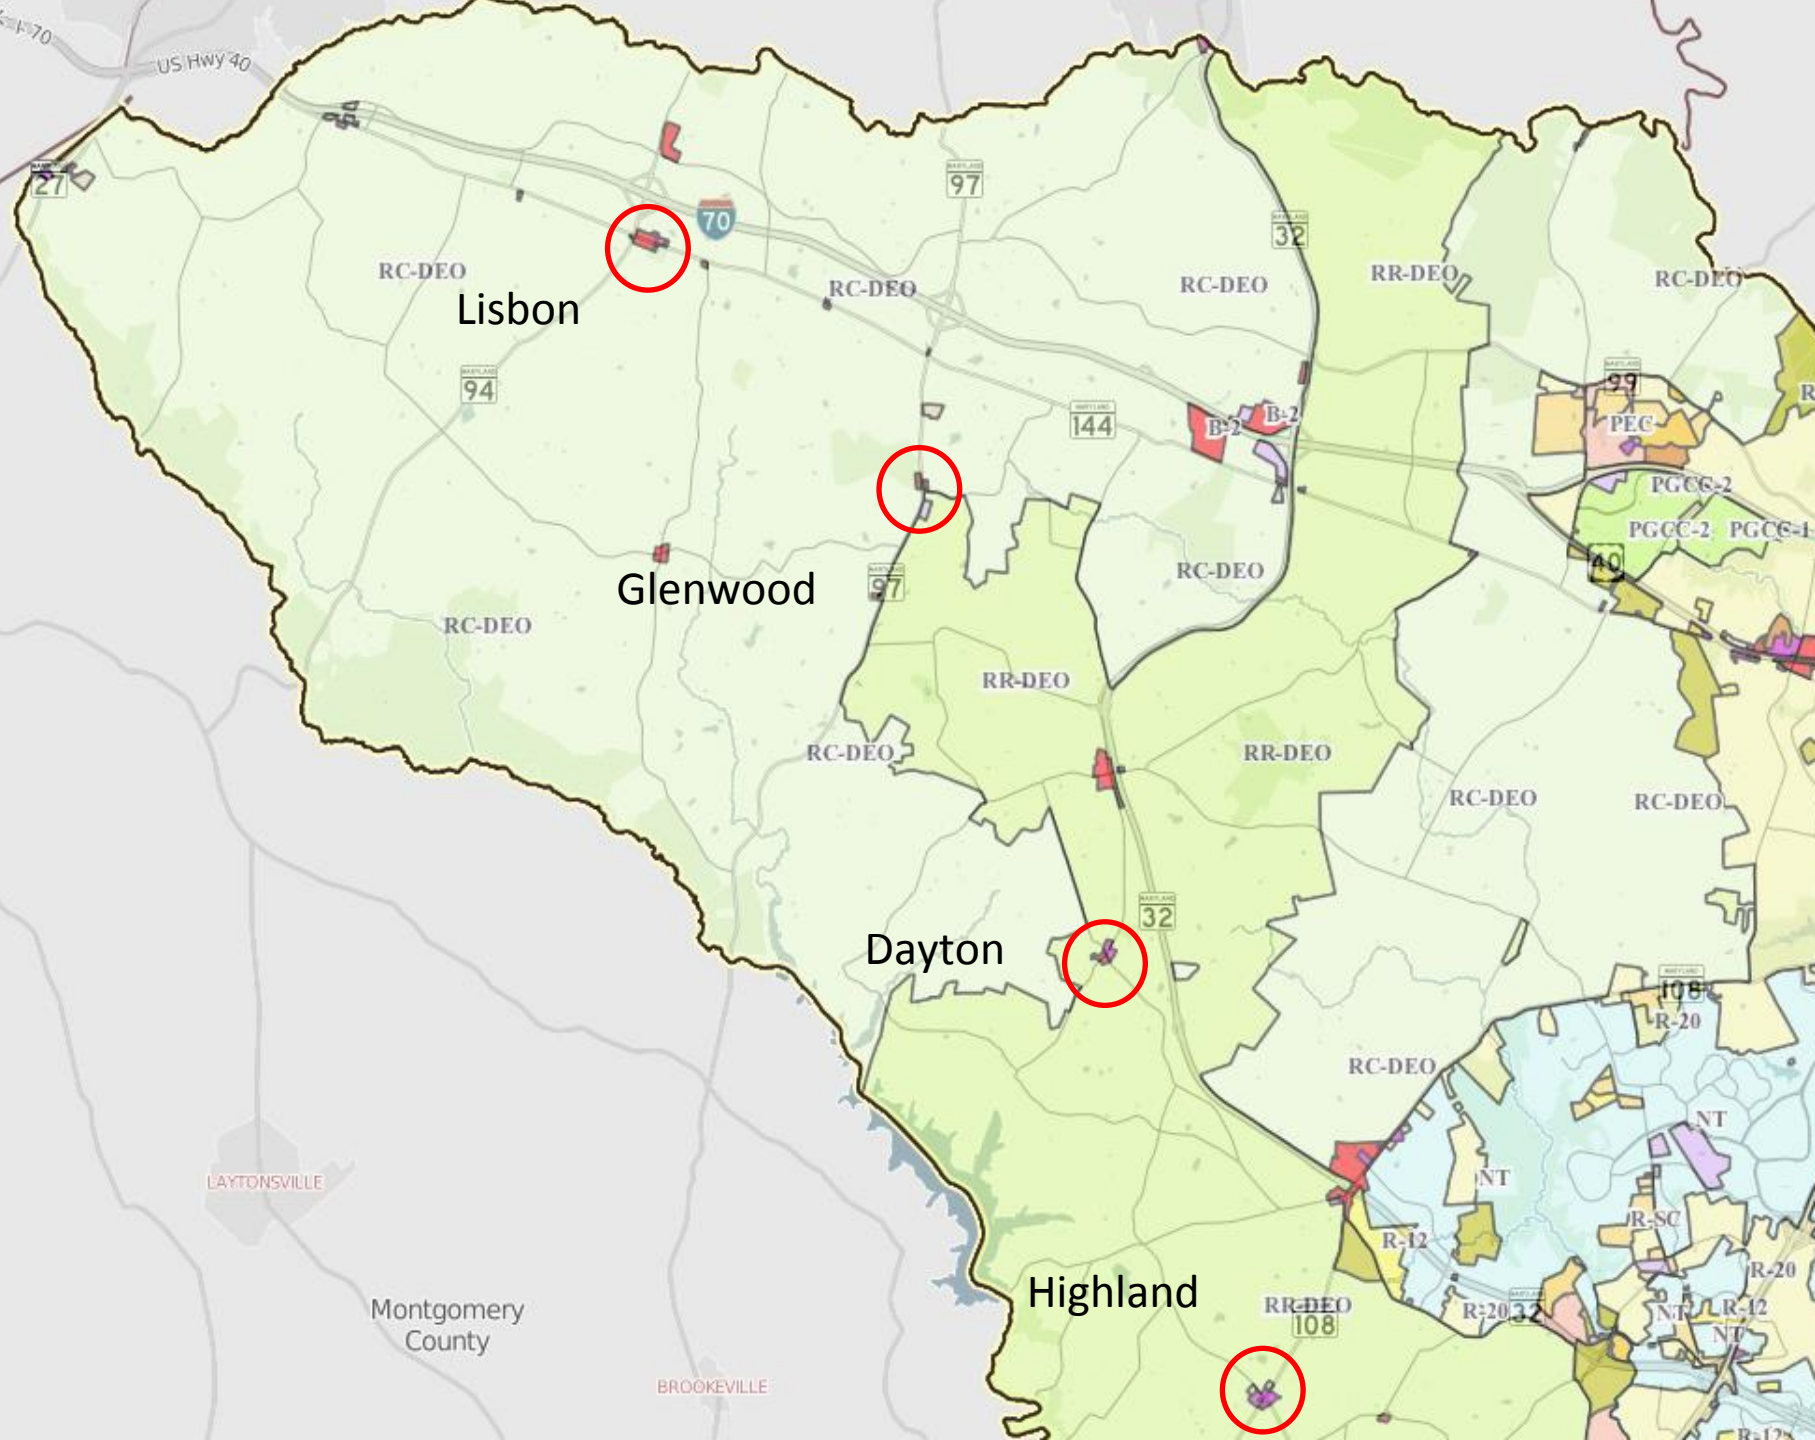 I-70
US Hwy 40
27
97
70
32
RC-DEO
RC-DEO
RC-DEO
RR-DEO
RC-DEO
Lisbon
94
144
B-2
B-2
99
PEC
PGCC-2
PGCC-2
PGCC-1
40
RC-DEO
Glenwood
97
RC-DEO
RR-DEO
RC-DEO
RR-DEO
RC-DEO
RC-DEO
32
Dayton
108
R-20
RC-DEO
NT
NT
LAYTONSVILLE
R-SC
R-12
R-20
Highland
RR-DEO
108
R-20
32
NT
R-12
NT
Montgomery
County
BROOKEVILLE
R-12